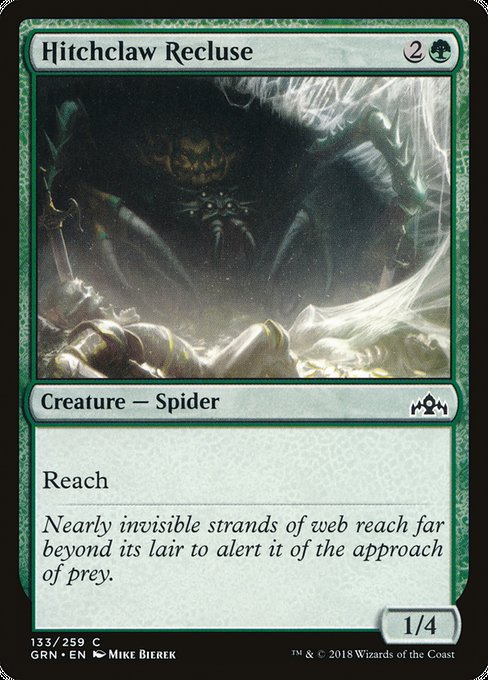 Hitchclaw Recluse 2
Creature — Spider
Reach
Nearly invisible strands of web reach far
beyond its lair to alert it of the approach
of prey.
1/4
133/259 C
GRN • EN Mike Bierek
™ & © 2018 Wizards of the Coast